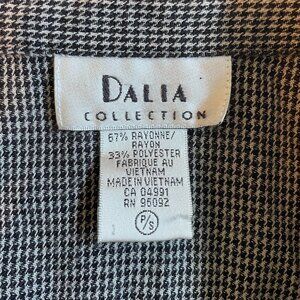 DALIA
COLLECTION
67% RAYONNE/
RAYON
33% POLYESTER
FABRIQUE AU
VIETNAM
MADE IN VIETNAM
CA 04991
RN 95092
P/S